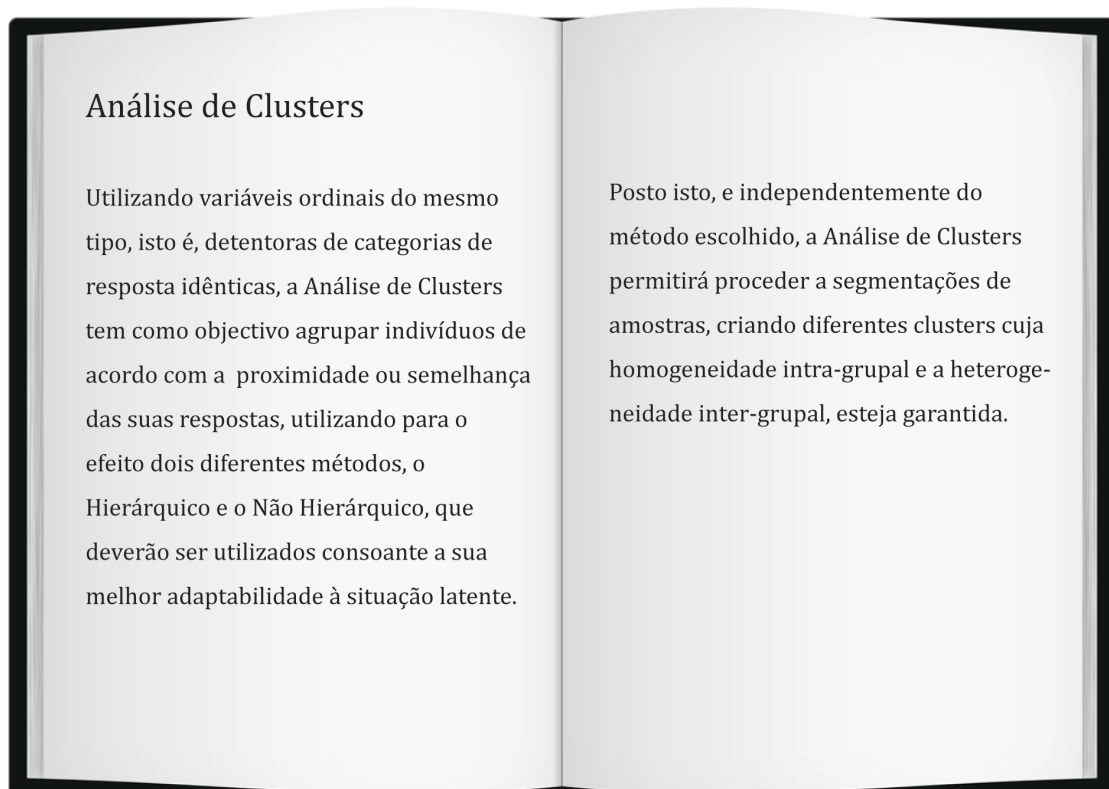 Análise de Clusters
Utilizando variáveis ordinais do mesmo
tipo, isto é, detentoras de categorias de
resposta idênticas, a Análise de Clusters
tem como objectivo agrupar indivíduos de
acordo com a  proximidade ou semelhança
das suas respostas, utilizando para o
efeito dois diferentes métodos, o
Hierárquico e o Não Hierárquico, que
deverão ser utilizados consoante a sua
melhor adaptabilidade à situação latente.
Posto isto, e independentemente do
método escolhido, a Análise de Clusters
permitirá proceder a segmentações de
amostras, criando diferentes clusters cuja
homogeneidade intra-grupal e a heteroge-
neidade inter-grupal, esteja garantida.